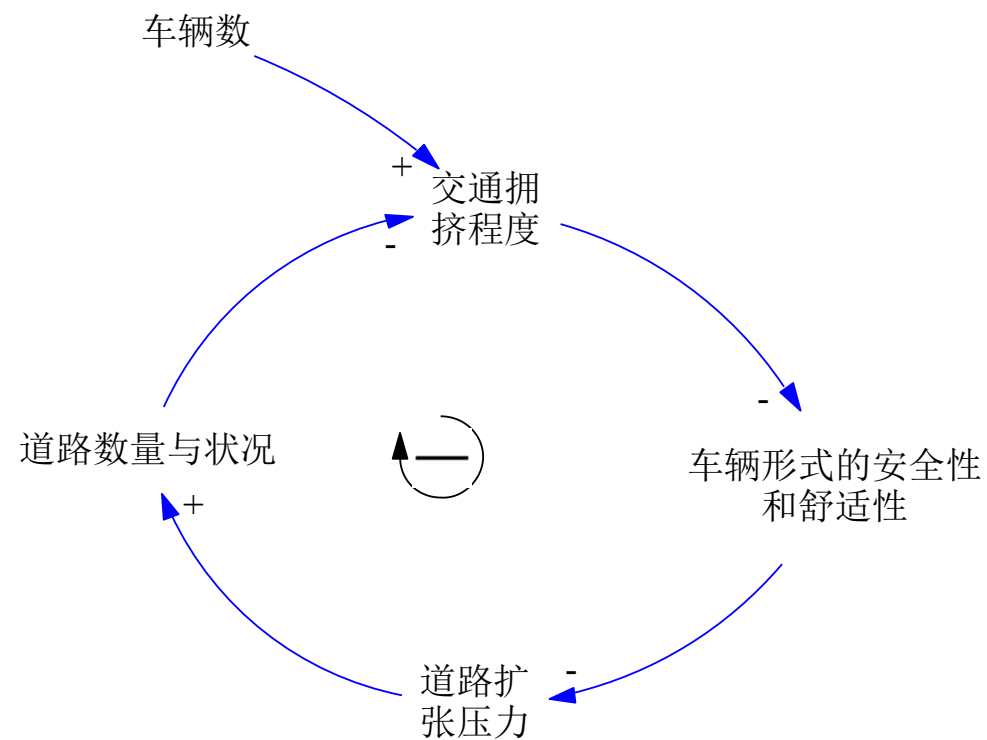 车辆数
+
交通拥
挤程度
-
-
道路数量与状况
车辆形式的安全性
和舒适性
+
道路扩
张压力
-